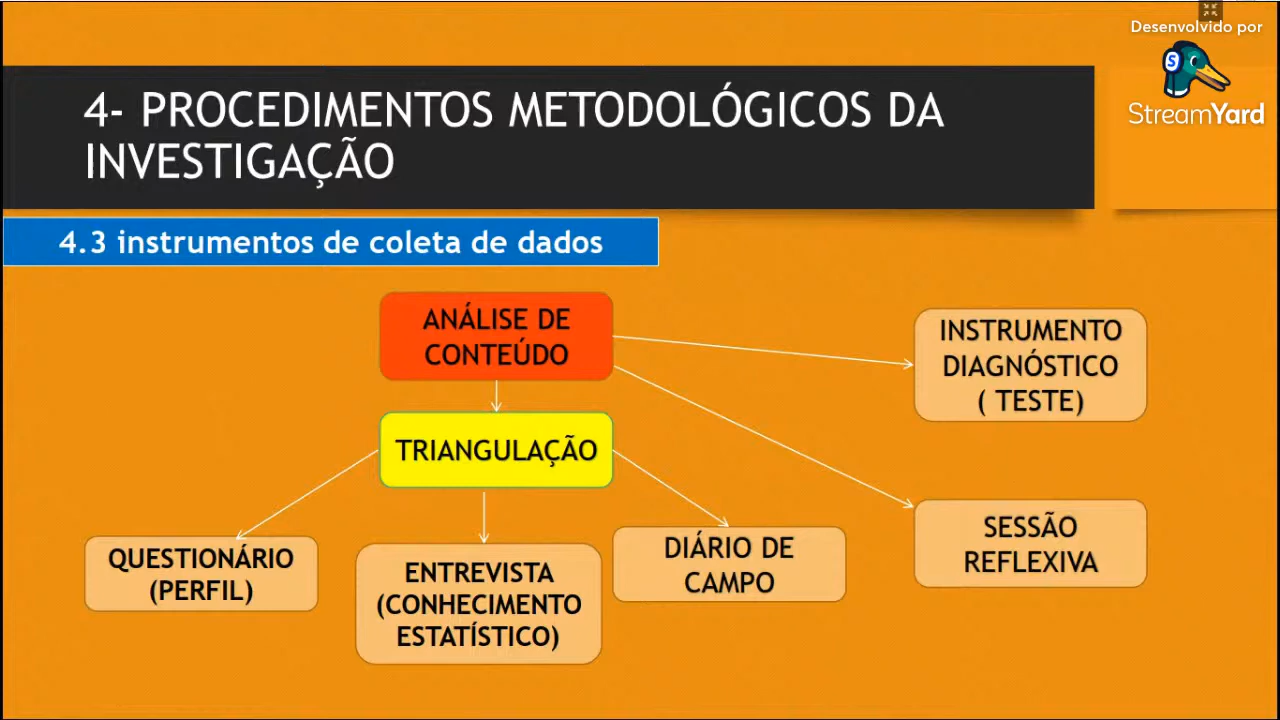 Desenvolvido por
StreamYard
4- PROCEDIMENTOS METODOLÓGICOS DA
INVESTIGAÇÃO
4.3 instrumentos de coleta de dados
ANÁLISE DE
CONTEÚDO
INSTRUMENTO
DIAGNÓSTICO
( TESTE)
TRIANGULAÇÃO
QUESTIONÁRIO
(PERFIL)
ENTREVISTA
(CONHECIMENTO
ESTATÍSTICO)
DIÁRIO DE
CAMPO
SESSÃO
REFLEXIVA